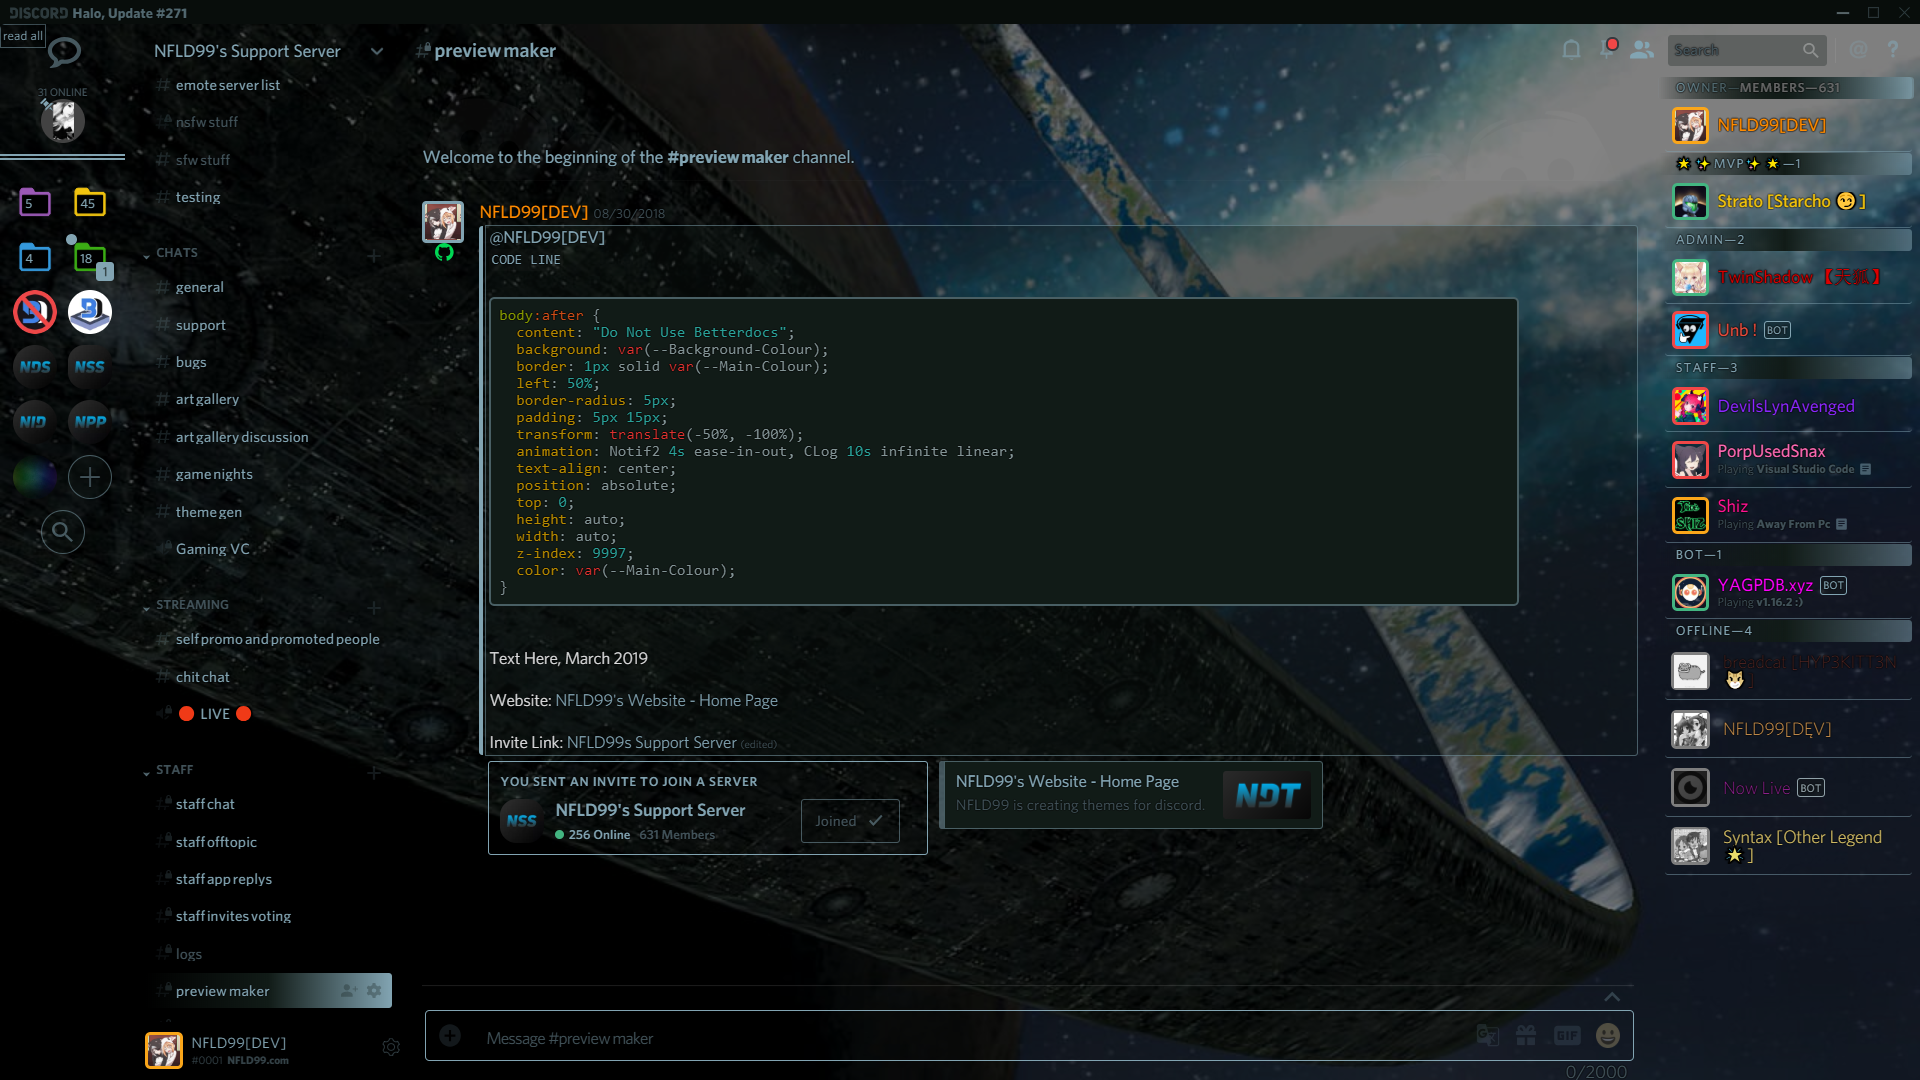 DISCORD Halo, Update #271
read all
31 ONLINE
5
45
4
18
1
NDS
NSS
NID
NPP
NFLD99's Support Server
emote server list
nsfw stuff
sfw stuff
testing
CHATS
general
support
bugs
art gallery
art gallery discussion
game nights
theme gen
Gaming VC
STREAMING
self promo and promoted people
chit chat
🔴 LIVE 🔴
STAFF
staff chat
staff offtopic
staff app replys
staff invites voting
logs
preview maker
NFLD99[DEV]
#0001 NFLD99.com
# preview maker
Search
Welcome to the beginning of the #preview maker channel.
NFLD99[DEV] 08/30/2018
@NFLD99[DEV]
CODE LINE
body:after {
content: "Do Not Use Betterdocs";
background: var(--Background-Colour);
border: 1px solid var(--Main-Colour);
left: 50%;
border-radius: 5px;
padding: 5px 15px;
transform: translate(-50%, -100%);
animation: Notif2 4s ease-in-out, CLog 10s infinite linear;
text-align: center;
position: absolute;
top: 0;
height: auto;
width: auto;
z-index: 9997;
color: var(--Main-Colour);
}
Text Here, March 2019
Website: NFLD99's Website - Home Page
Invite Link: NFLD99s Support Server (edited)
YOU SENT AN INVITE TO JOIN A SERVER
NSS
NFLD99's Support Server
256 Online 631 Members
Joined
NFLD99's Website - Home Page
NFLD99 is creating themes for discord.
NDT
Message #preview maker
GIF
0/2000
OWNER—MEMBERS—631
NFLD99[DEV]
🌟✨MVP✨🌟—1
Strato [Starcho 😏]
ADMIN—2
TwinShadow【天狐】
Unb ! BOT
STAFF—3
DevilsLynAvenged
PorpUsedSnax
Playing Visual Studio Code
Shiz
Playing Away From Pc
The SHIZ
BOT—1
YAGPDB.xyz BOT
Playing v1.16.2 :)
OFFLINE—4
NFLD99[DĘV]
Now Live BOT
Syntax [Other Legend
🌟]